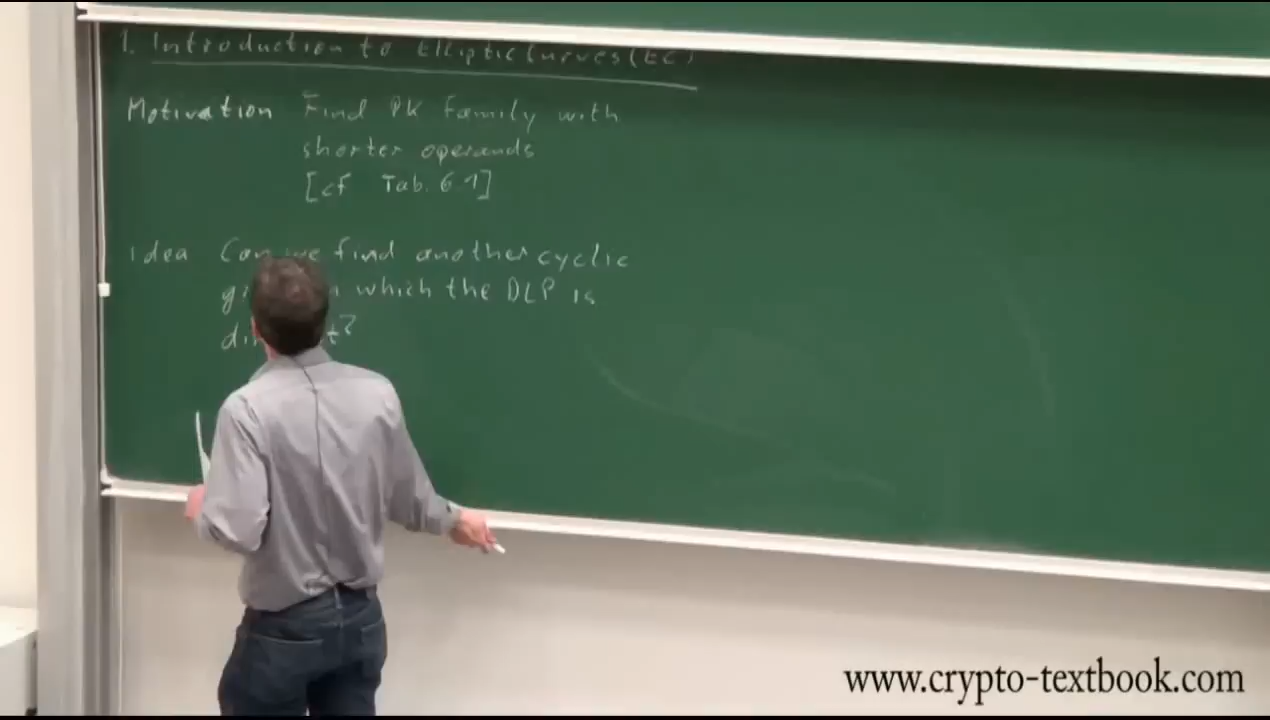 1. Introduction to Elliptic Curves (EC)
Motivation Find PK family with
shorter operands
[cf Tab. 6.1]
Idea Can we find another cyclic
which the DLP is
www.crypto-textbook.com